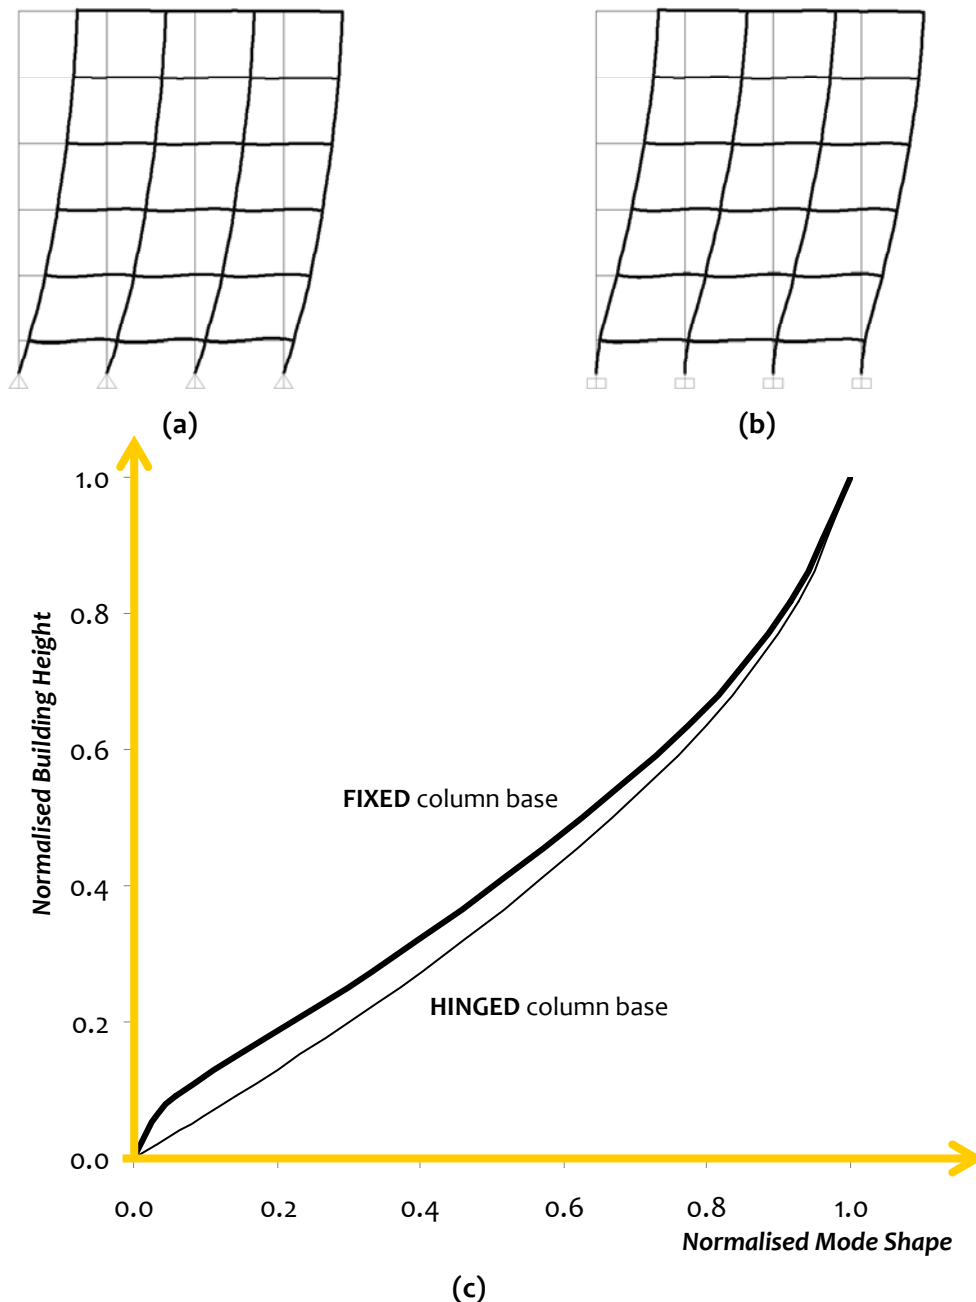 (a)
(b)
1.0
0.8
0.6
0.4
0.2
0.0
Normalised Building Height
FIXED column base
HINGED column base
0.0
0.2
0.4
0.6
0.8
1.0
Normalised Mode Shape
(c)